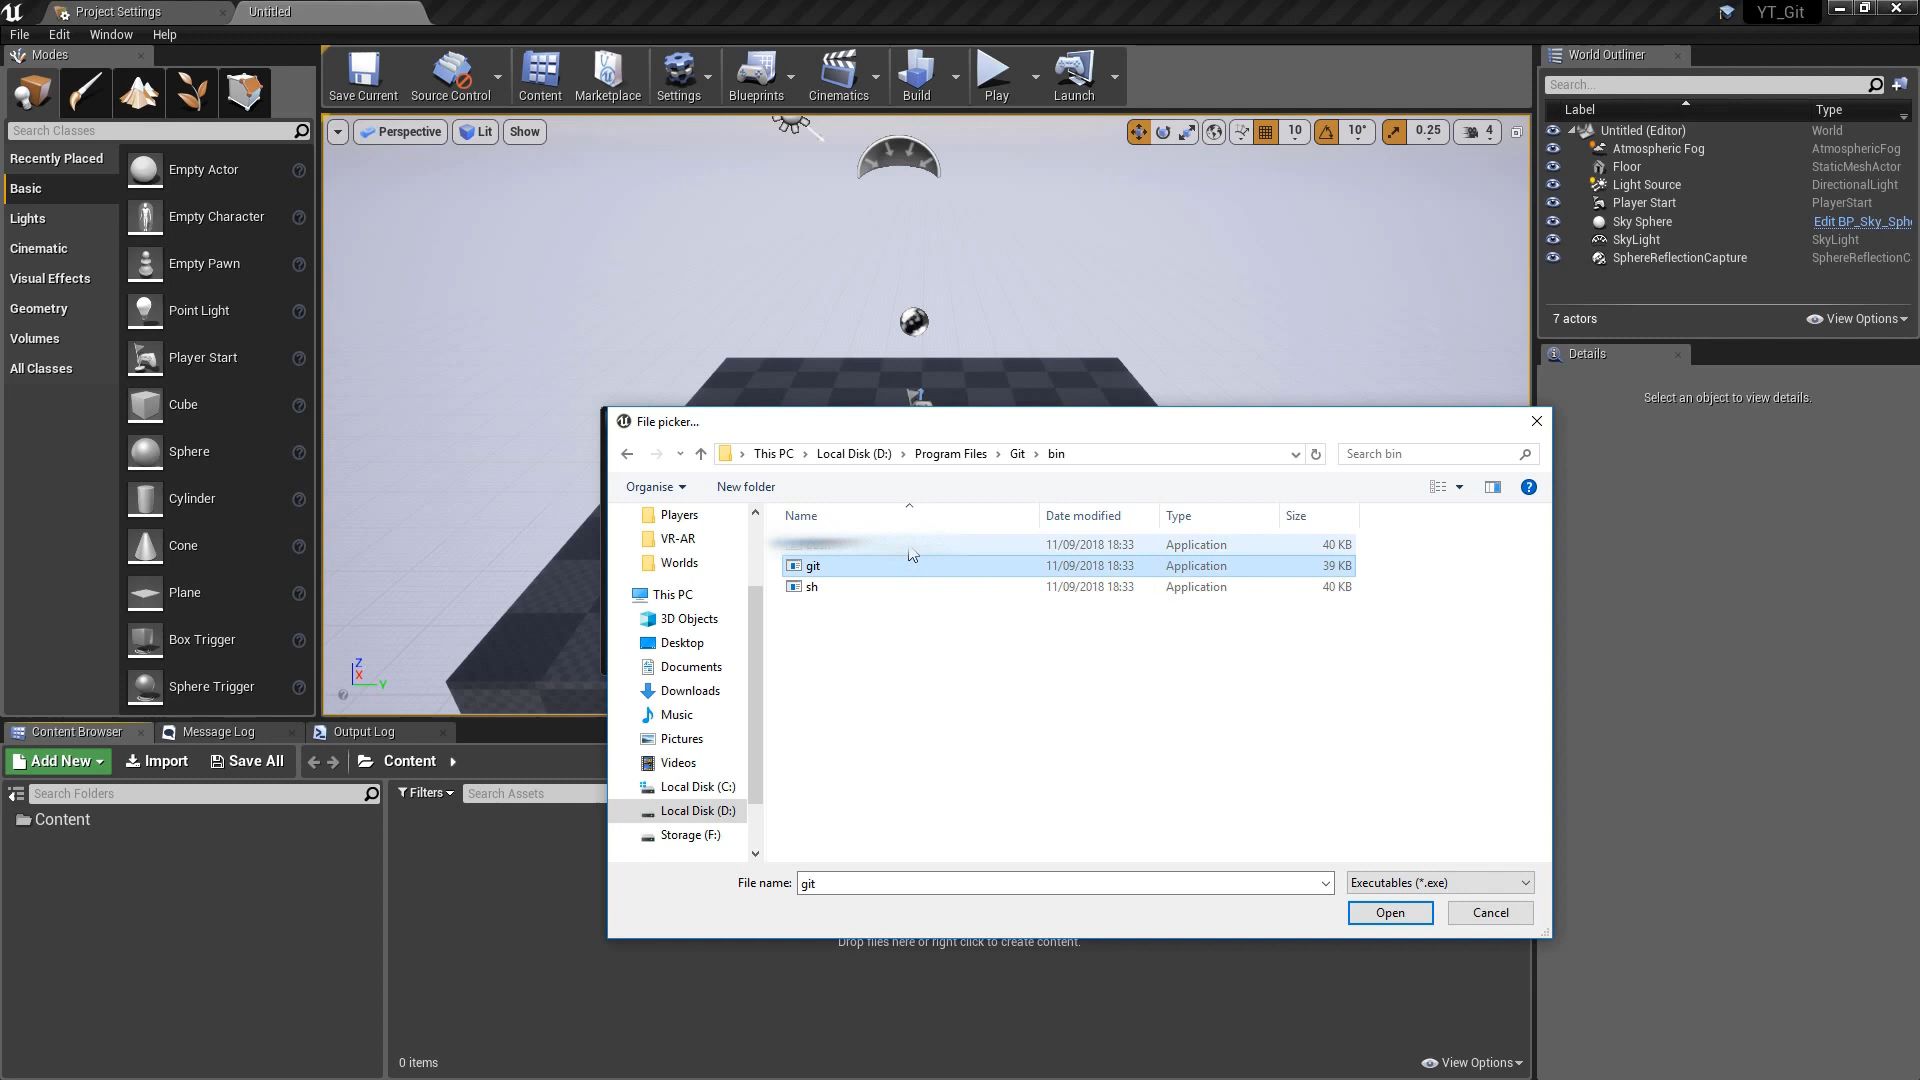 Project Settings
Untitled
YT_Git
File Edit Window Help
Modes
Search Classes
Recently Placed
Basic
Lights
Cinematic
Visual Effects
Geometry
Volumes
All Classes
Empty Actor
Empty Character
Empty Pawn
Point Light
Player Start
Cube
Sphere
Cylinder
Cone
Plane
Box Trigger
Sphere Trigger
Save Current Source Control Content Marketplace Settings Blueprints Cinematics Build Play Launch
Perspective Lit Show
10 10° 0.25 4
Z
X
Y
World Outliner
Search...
Label Type
Untitled (Editor) World
Atmospheric Fog AtmosphericFog
Floor StaticMeshActor
Light Source DirectionalLight
Player Start PlayerStart
Sky Sphere Edit BP_Sky_Sph
SkyLight SkyLight
SphereReflectionCapture SphereReflectionC
7 actors View Options
Details
Select an object to view details.
File picker...
This PC Local Disk (D:) Program Files Git bin
Search bin
Organise New folder
Players
VR-AR
Worlds
This PC
3D Objects
Desktop
Documents
Downloads
Music
Pictures
Videos
Local Disk (C:)
Local Disk (D:)
Storage (F:)
Name Date modified Type Size
11/09/2018 18:33 Application 40 KB
git 11/09/2018 18:33 Application 39 KB
sh 11/09/2018 18:33 Application 40 KB
File name: git Executables (*.exe)
Open Cancel
Content Browser Message Log Output Log
Add New Import Save All Content
Search Folders
Filters Search Assets
Content
Drop files here or right click to create content.
0 items View Options